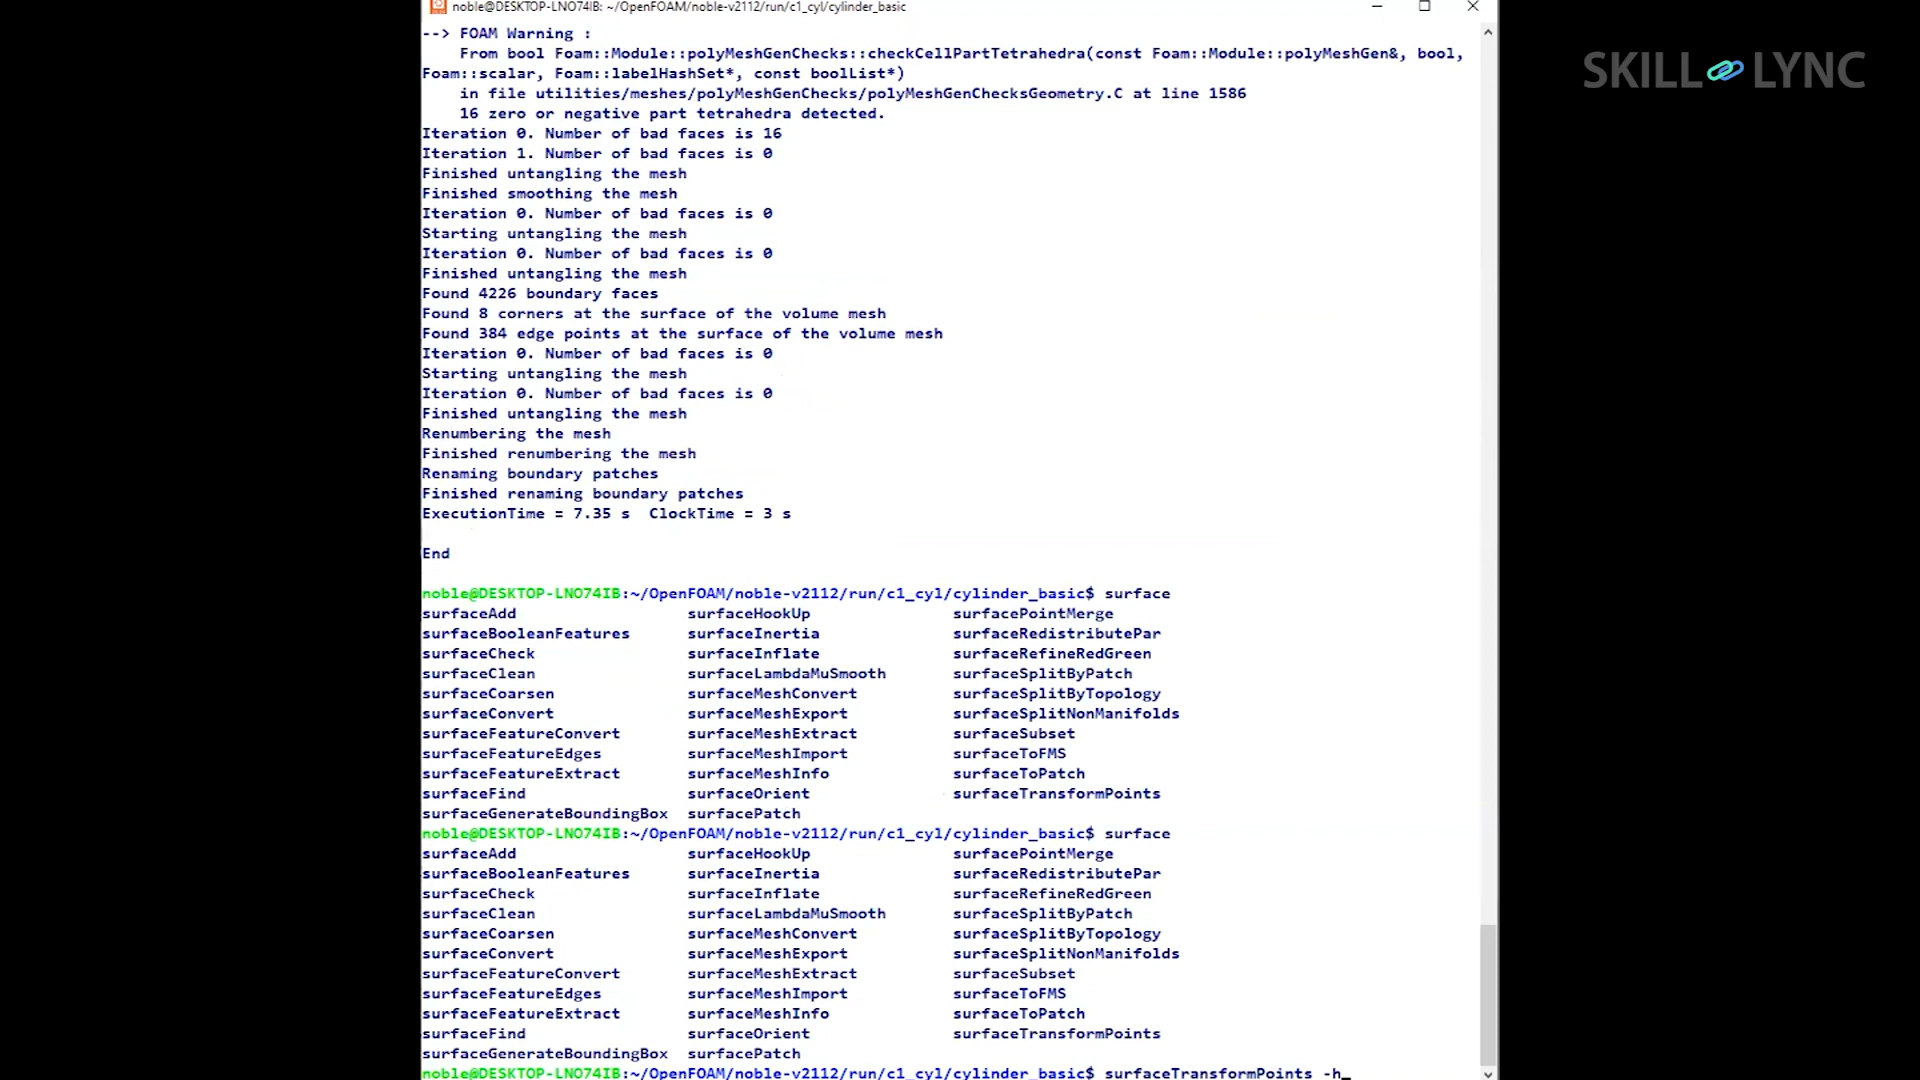 noble@DESKTOP-LNO74IB: ~/OpenFOAM/noble-v2112/run/c1_cyl/cylinder_basic
SKILL LYNC
--> FOAM Warning :
From bool Foam::Module::polyMeshGenChecks::checkCellPartTetrahedra(const Foam::Module::polyMeshGen&, bool,
Foam::scalar, Foam::labelHashSet*, const boolList*)
in file utilities/meshes/polyMeshGenChecks/polyMeshGenChecksGeometry.C at line 1586
16 zero or negative part tetrahedra detected.
Iteration 0. Number of bad faces is 16
Iteration 1. Number of bad faces is 0
Finished untangling the mesh
Finished smoothing the mesh
Iteration 0. Number of bad faces is 0
Starting untangling the mesh
Iteration 0. Number of bad faces is 0
Finished untangling the mesh
Found 4226 boundary faces
Found 8 corners at the surface of the volume mesh
Found 384 edge points at the surface of the volume mesh
Iteration 0. Number of bad faces is 0
Starting untangling the mesh
Iteration 0. Number of bad faces is 0
Finished untangling the mesh
Renumbering the mesh
Finished renumbering the mesh
Renaming boundary patches
Finished renaming boundary patches
ExecutionTime = 7.35 s  ClockTime = 3 s
End
noble@DESKTOP-LNO74IB:~/OpenFOAM/noble-v2112/run/c1_cyl/cylinder_basic$ surface
surfaceAdd surfaceHookUp surfacePointMerge
surfaceBooleanFeatures surfaceInertia surfaceRedistributePar
surfaceCheck surfaceInflate surfaceRefineRedGreen
surfaceClean surfaceLambdaMuSmooth surfaceSplitByPatch
surfaceCoarsen surfaceMeshConvert surfaceSplitByTopology
surfaceConvert surfaceMeshExport surfaceSplitNonManifolds
surfaceFeatureConvert surfaceMeshExtract surfaceSubset
surfaceFeatureEdges surfaceMeshImport surfaceToFMS
surfaceFeatureExtract surfaceMeshInfo surfaceToPatch
surfaceFind surfaceOrient surfaceTransformPoints
surfaceGenerateBoundingBox surfacePatch
noble@DESKTOP-LNO74IB:~/OpenFOAM/noble-v2112/run/c1_cyl/cylinder_basic$ surface
surfaceAdd surfaceHookUp surfacePointMerge
surfaceBooleanFeatures surfaceInertia surfaceRedistributePar
surfaceCheck surfaceInflate surfaceRefineRedGreen
surfaceClean surfaceLambdaMuSmooth surfaceSplitByPatch
surfaceCoarsen surfaceMeshConvert surfaceSplitByTopology
surfaceConvert surfaceMeshExport surfaceSplitNonManifolds
surfaceFeatureConvert surfaceMeshExtract surfaceSubset
surfaceFeatureEdges surfaceMeshImport surfaceToFMS
surfaceFeatureExtract surfaceMeshInfo surfaceToPatch
surfaceFind surfaceOrient surfaceTransformPoints
surfaceGenerateBoundingBox surfacePatch
noble@DESKTOP-LNO74IB:~/OpenFOAM/noble-v2112/run/c1_cyl/cylinder_basic$ surfaceTransformPoints -h_